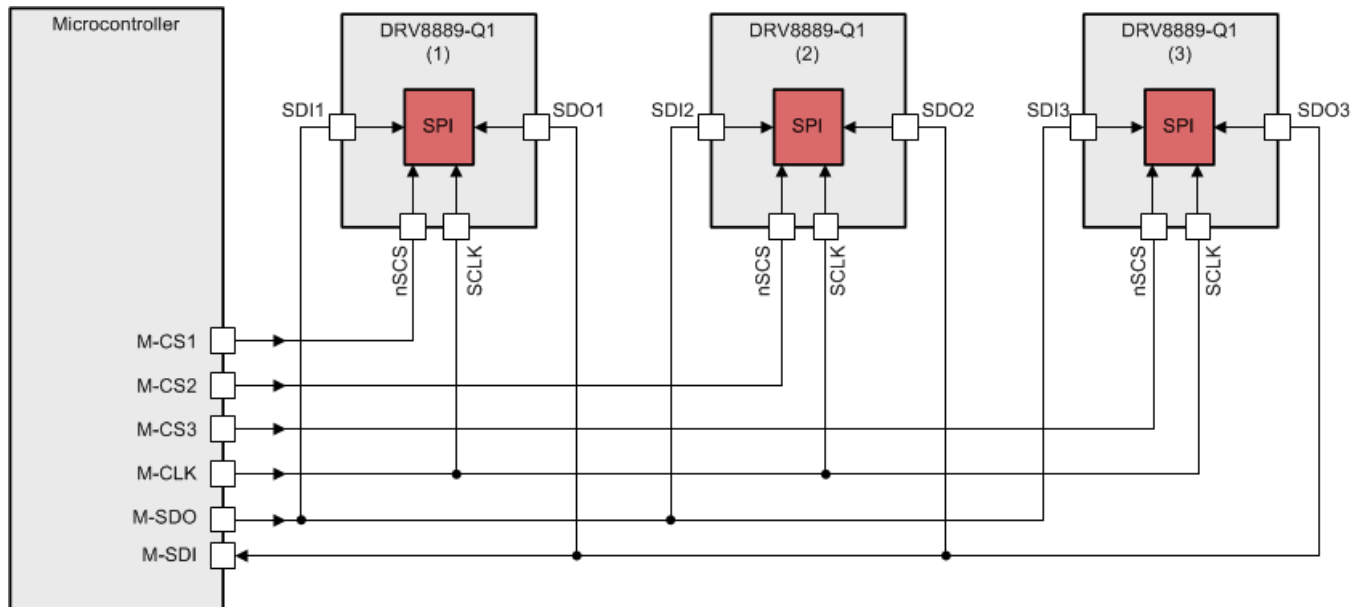 Microcontroller
DRV8889-Q1
(1)
DRV8889-Q1
(2)
DRV8889-Q1
(3)
SDI1
SPI
SDO1
SDI2
SPI
SDO2
SDI3
SPI
SDO3
nSCS
SCLK
nSCS
SCLK
nSCS
SCLK
M-CS1
M-CS2
M-CS3
M-CLK
M-SDO
M-SDI